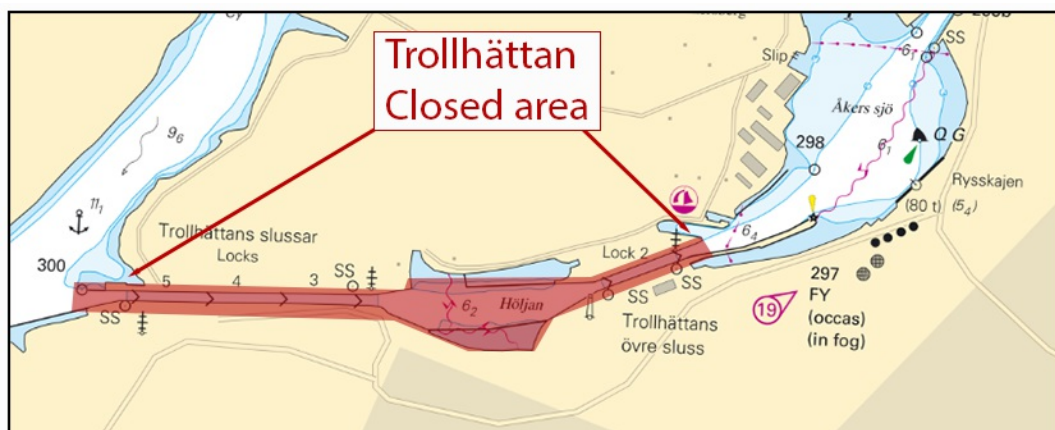 Trollhättan
Closed area
Slip
6₁
SS
Åkers sjö
9₆
298
6₁
Q G
11₁
Rysskajen
(80 t)
(5₄)
Trollhättans slussar
Locks
Lock 2
6₄
300
5
4
3
SS
SS
SS
297
FY
(occas)
(in fog)
19
6₂
Höljan
SS
Trollhättans
övre sluss